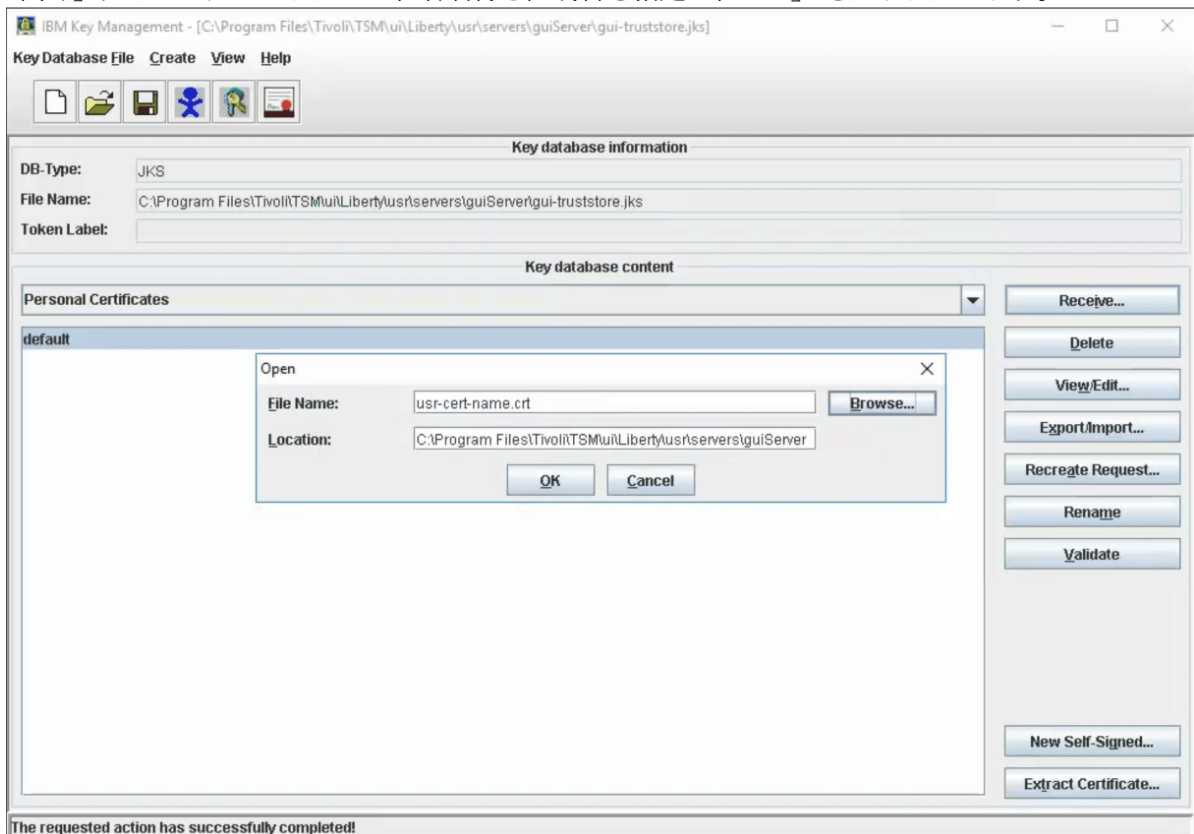 IBM Key Management - [C:\Program Files\Tivoli\TSM\ui\Liberty\usr\servers\guiServer\gui-truststore.jks]
Key Database File Create View Help
Key database information
DB-Type: JKS
File Name: C:\Program Files\Tivoli\TSM\ui\Liberty\usr\servers\guiServer\gui-truststore.jks
Token Label:
Key database content
Personal Certificates
Receive...
default
Delete
Open
View/Edit...
File Name: usr-cert-name.crt Browse...
Location: C:\Program Files\Tivoli\TSM\ui\Liberty\usr\servers\guiServer
Export/Import...
OK Cancel
Recreate Request...
Rename
Validate
New Self-Signed...
Extract Certificate...
The requested action has successfully completed!